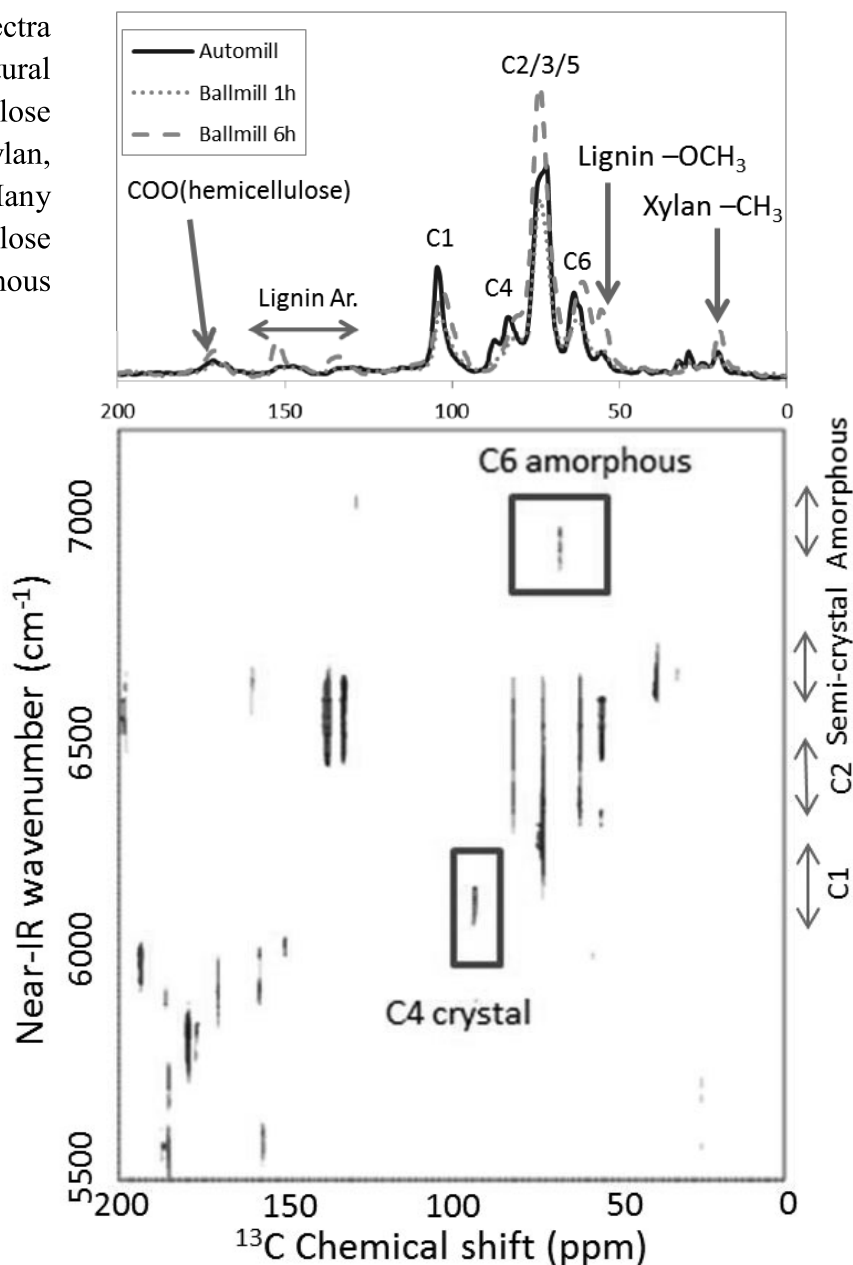 ectra
tural
lose
ylan,
lose
Automill
Ballmill 1h
Ballmill 6h
C2/3/5
Lignin –OCH3
Xylan –CH3
COO(hemicellulose)
C1
C4
C6
Lignin Ar.
200 150 100 50 0
C6 amorphous
C4 crystal
7000
6500
6000
5500
Near-IR wavenumber (cm-1)
Amorphous
Semi-crystal
C2
C1
200 150 100 50 0
13C Chemical shift (ppm)